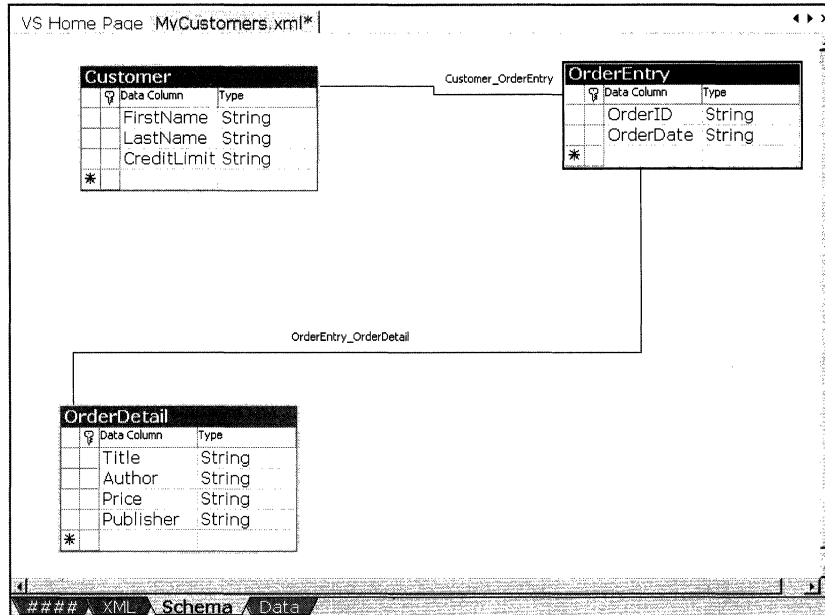 VS Home Page MyCustomers.xml*
Customer
Data Column Type
FirstName String
LastName String
CreditLimit String
*
Customer_OrderEntry
OrderEntry
Data Column Type
OrderID String
OrderDate String
*
OrderEntry_OrderDetail
OrderDetail
Data Column Type
Title String
Author String
Price String
Publisher String
*
#### XML Schema Data